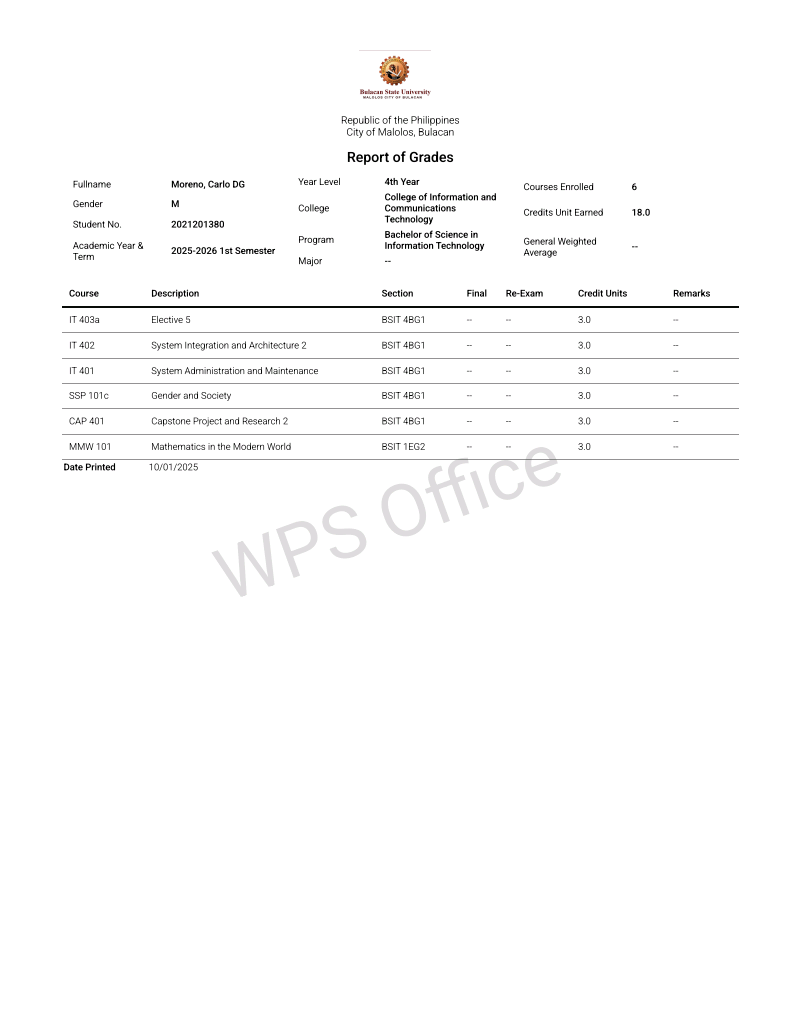 Bulacan State University
MALOLOS CITY OF BULACAN
Republic of the Philippines
City of Malolos, Bulacan
Report of Grades
Fullname Moreno, Carlo DG
Gender M
Student No. 2021201380
Academic Year & Term 2025-2026 1st Semester
Year Level 4th Year
College College of Information and
Communications
Technology
Program Bachelor of Science in
Information Technology
Major --
Courses Enrolled 6
Credits Unit Earned 18.0
General Weighted
Average --
Course Description Section Final Re-Exam Credit Units Remarks
IT 403a Elective 5 BSIT 4BG1 -- -- 3.0 --
IT 402 System Integration and Architecture 2 BSIT 4BG1 -- -- 3.0 --
IT 401 System Administration and Maintenance BSIT 4BG1 -- -- 3.0 --
SSP 101c Gender and Society BSIT 4BG1 -- -- 3.0 --
CAP 401 Capstone Project and Research 2 BSIT 4BG1 -- -- 3.0 --
MMW 101 Mathematics in the Modern World BSIT 1EG2 -- -- 3.0 --
Date Printed 10/01/2025
WPS Office